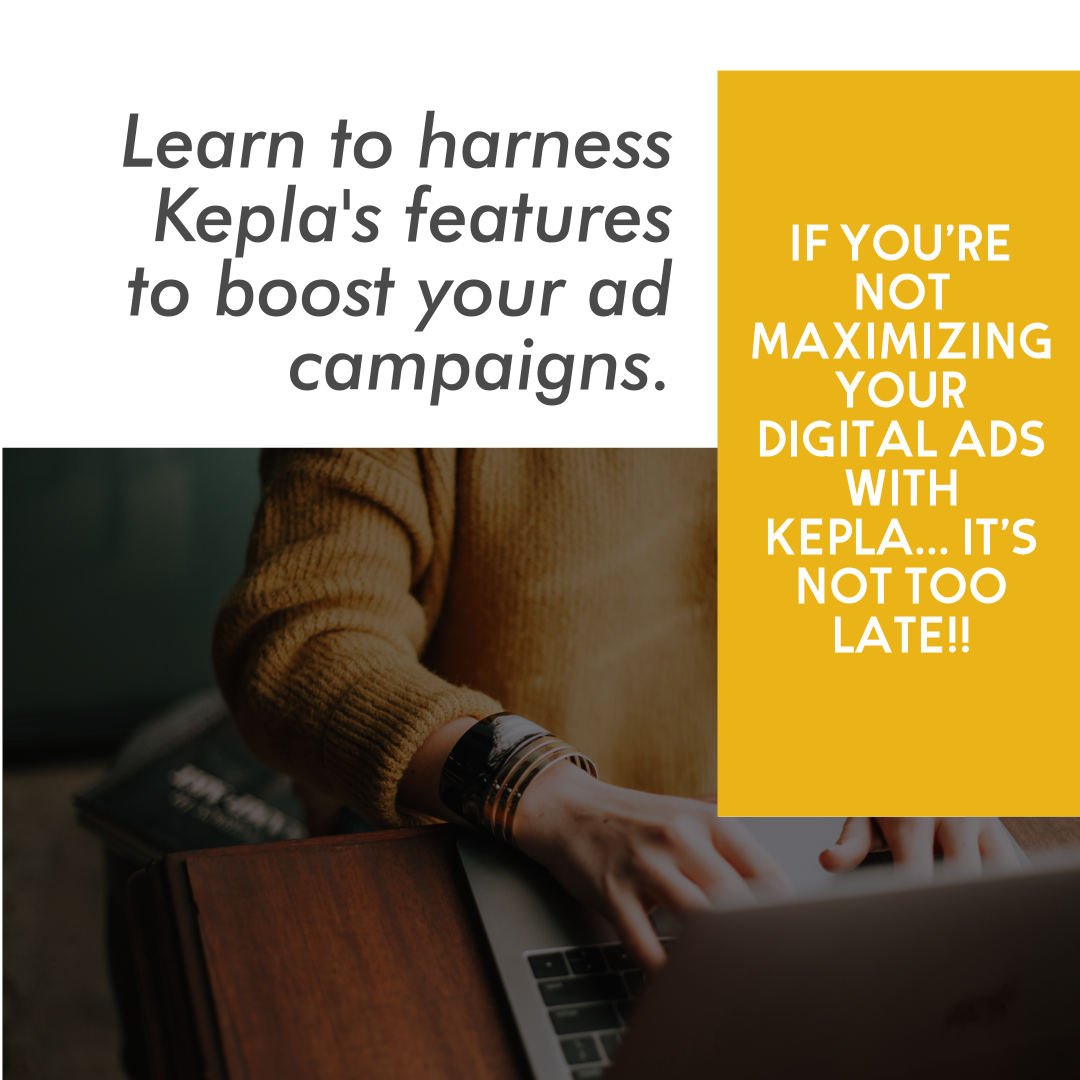 Learn to harness
Kepla's features
to boost your ad
campaigns.
IF YOU’RE
NOT
MAXIMIZING
YOUR
DIGITAL ADS
WITH
KEPLA... IT’S
NOT TOO
LATE!!